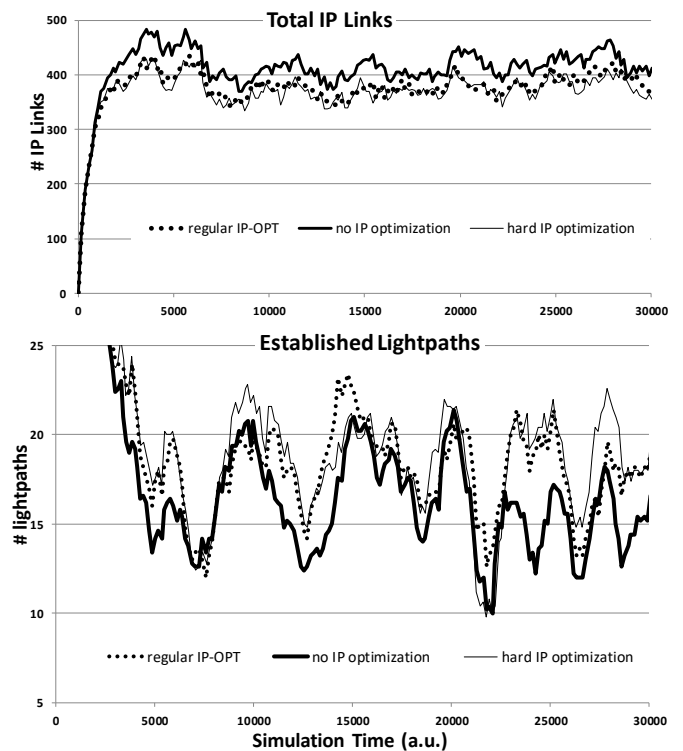 Total IP Links
500
400
300
200
100
0
# IP Links
regular IP-OPT
no IP optimization
hard IP optimization
0
5000
10000
15000
20000
25000
30000
Established Lightpaths
25
20
15
10
5
# lightpaths
regular IP-OPT
no IP optimization
hard IP optimization
0
5000
10000
15000
20000
25000
30000
Simulation Time (a.u.)